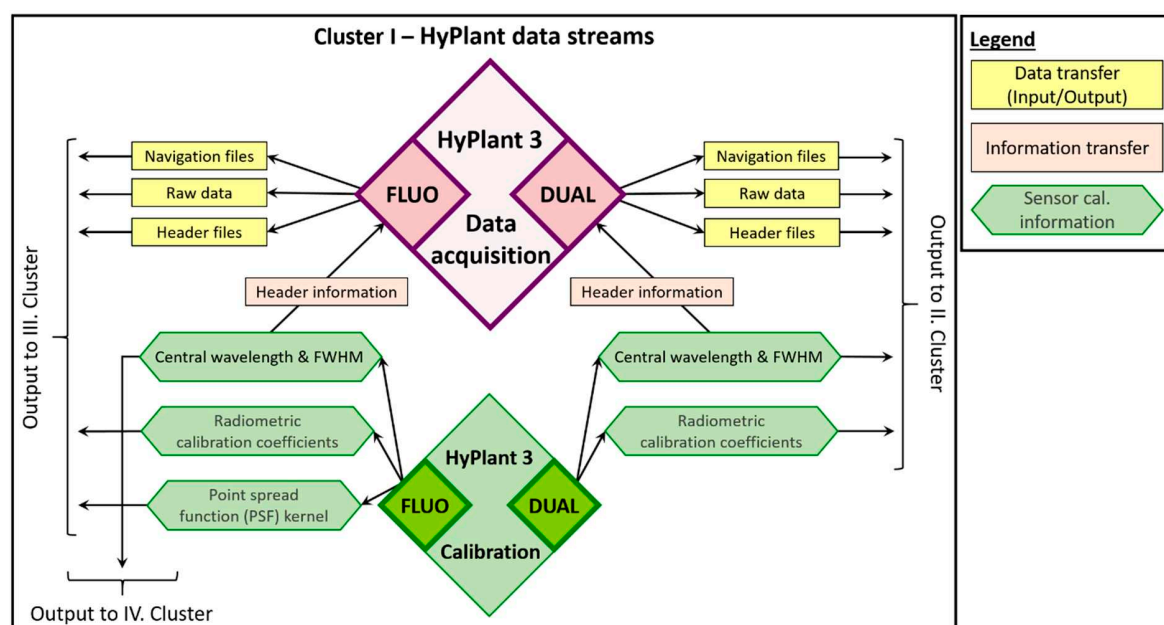 Cluster I – HyPlant data streams
Legend
Data transfer
(Input/Output)
Information transfer
Sensor cal.
information
HyPlant 3
FLUO
DUAL
Data
acquisition
Navigation files
Raw data
Header files
Navigation files
Raw data
Header files
Header information
Header information
Output to III. Cluster
Output to II. Cluster
Central wavelength & FWHM
Radiometric
calibration coefficients
Point spread
function (PSF) kernel
Central wavelength & FWHM
Radiometric
calibration coefficients
HyPlant 3
FLUO
DUAL
Calibration
Output to IV. Cluster